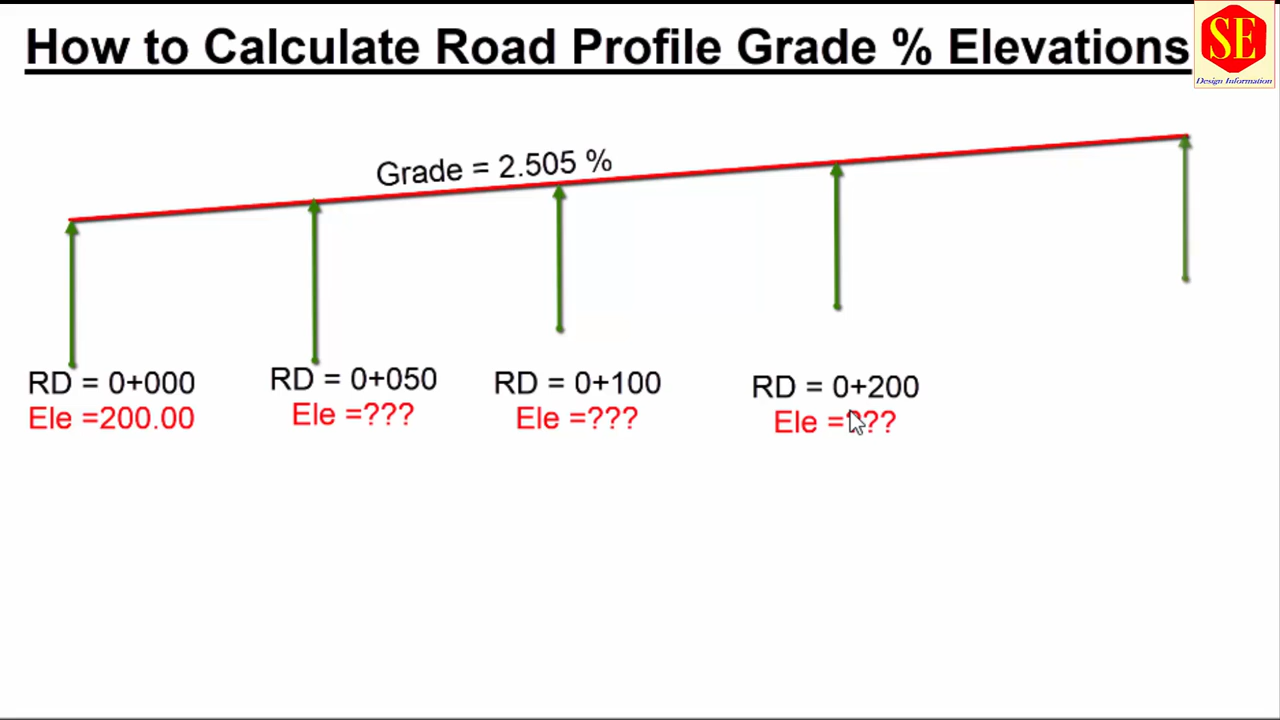 How to Calculate Road Profile Grade % Elevations
SE
Design Information
Grade = 2.505 %
RD = 0+000
Ele =200.00
RD = 0+050
Ele =???
RD = 0+100
Ele =???
RD = 0+200
Ele =???